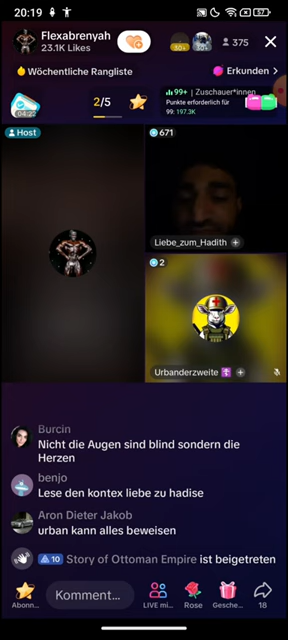 20:19
57
Flexabrenyah
23.1K Likes
30+
50+
375
Wöchentliche Rangliste
Erkunden >
04:22
2/5
99+ | Zuschauer*innen
Punkte erforderlich für
99: 197.3K
Host
671
Liebe_zum_Hadith
2
Urbanderzweite
Burcin
Nicht die Augen sind blind sondern die
Herzen
benjo
Lese den kontex liebe zu hadise
Aron Dieter Jakob
urban kann alles beweisen
10 Story of Ottoman Empire ist beigetreten
Komment...
Abonn...
LIVE mi...
Rose
Gesche...
18